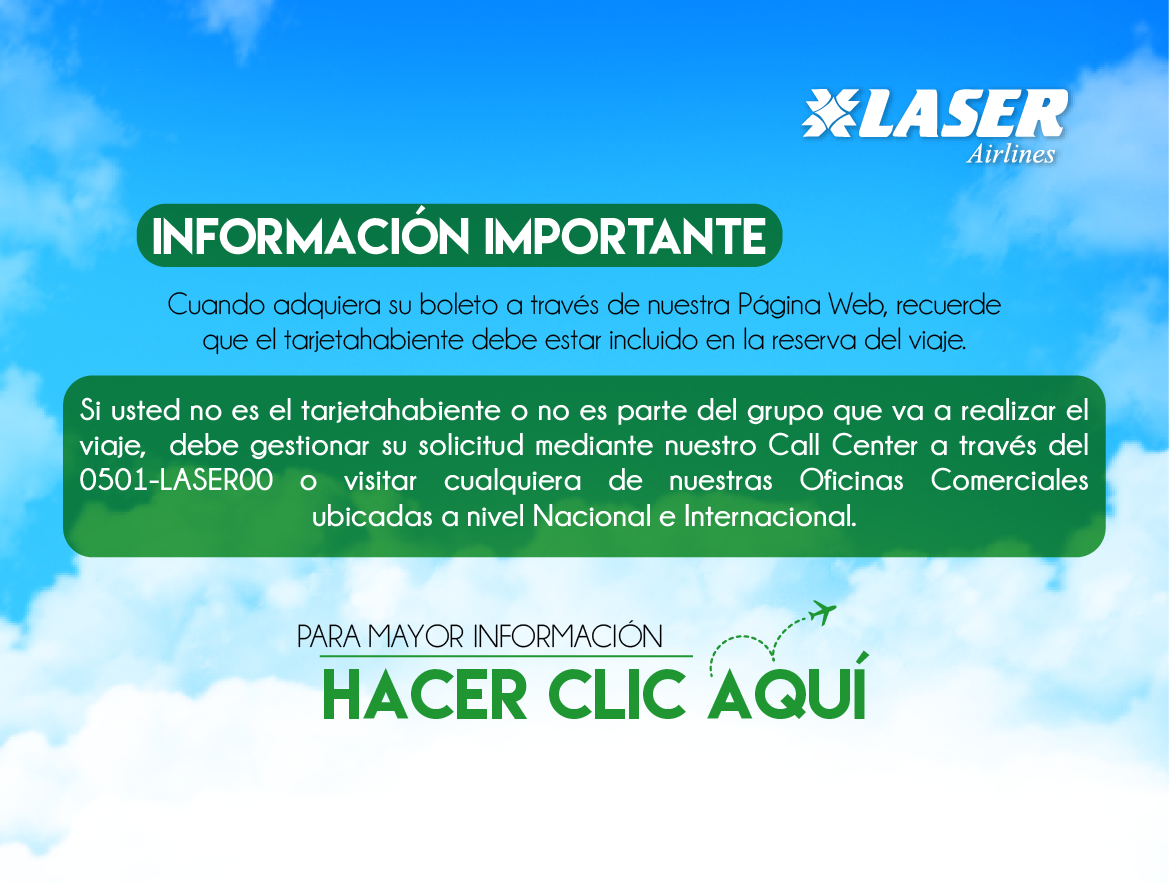 LASER
Airlines
INFORMACIÓN IMPORTANTE
Cuando adquiera su boleto a través de nuestra Página Web, recuerde
que el tarjetahabiente debe estar incluido en la reserva del viaje.
Si usted no es el tarjetahabiente o no es parte del grupo que va a realizar el
viaje, debe gestionar su solicitud mediante nuestro Call Center a través del
0501-LASER00 o visitar cualquiera de nuestras Oficinas Comerciales
ubicadas a nivel Nacional e Internacional.
PARA MAYOR INFORMACIÓN
HACER CLIC AQUÍ